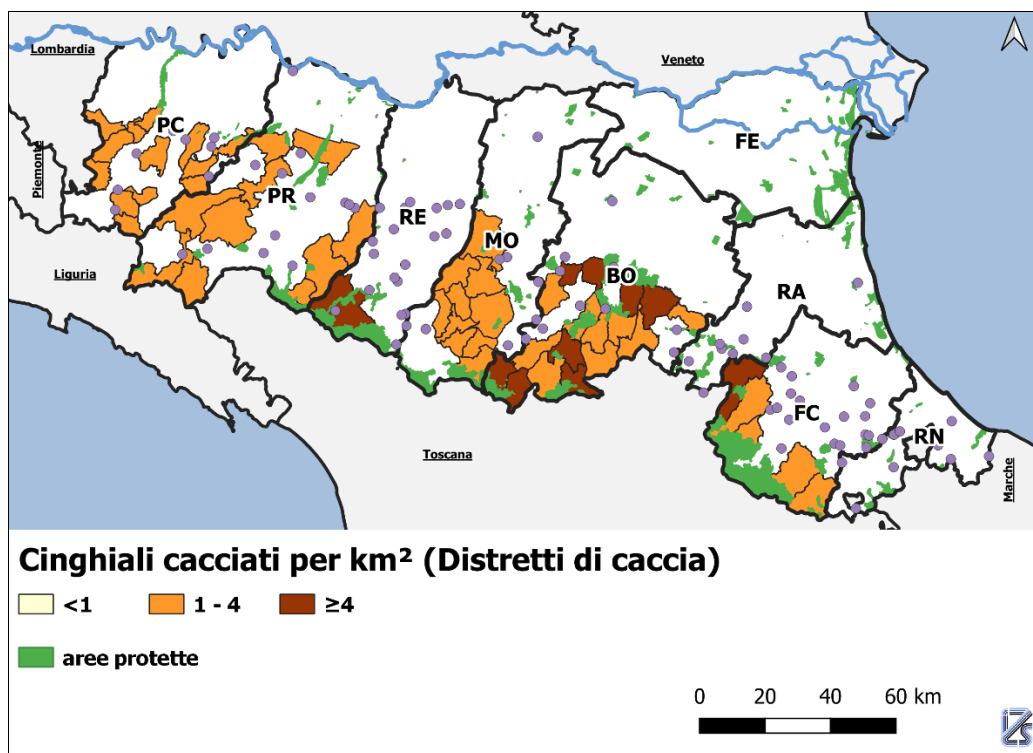 Lombardia
Veneto
PC
FE
Piemonte
PR
RE
MO
Liguria
BO
RA
FC
RN
Toscana
Marche
Cinghiali cacciati per km² (Distretti di caccia)
<1 1 - 4 ≥4
aree protette
0 20 40 60 km